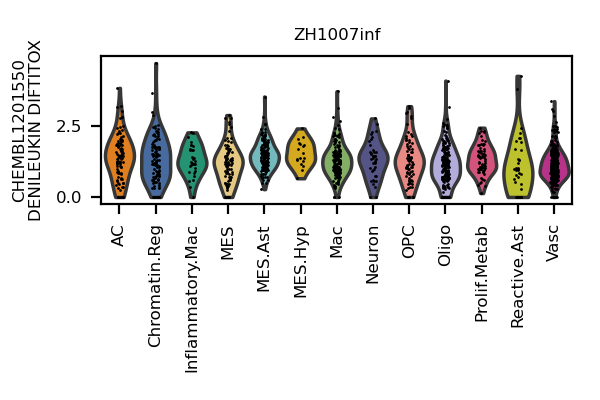 ZH1007inf
CHEMBL1201550
DENILEUKIN DIFTITOX
2.5
0.0
AC
Chromatin.Reg
Inflammatory.Mac
MES
MES.Ast
MES.Hyp
Mac
Neuron
OPC
Oligo
Prolif.Metab
Reactive.Ast
Vasc